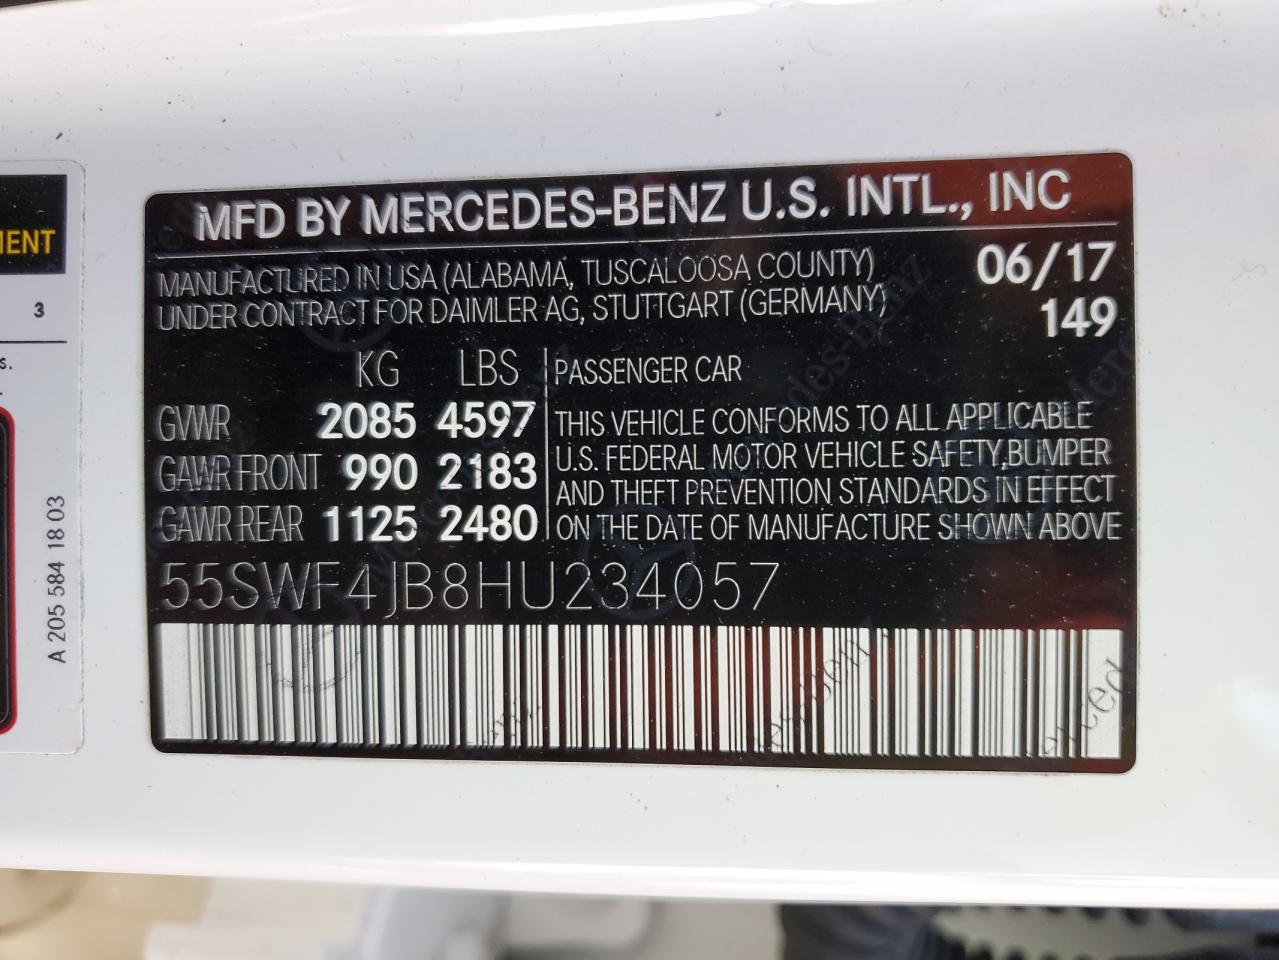 MFD BY MERCEDES-BENZ U.S. INTL., INC
MANUFACTURED IN USA (ALABAMA, TUSCALOOSA COUNTY)
UNDER CONTRACT FOR DAIMLER AG, STUTTGART (GERMANY)
06/17
149
KG LBS
GVWR 2085 4597
GAWR FRONT 990 2183
GAWR REAR 1125 2480
PASSENGER CAR
THIS VEHICLE CONFORMS TO ALL APPLICABLE
U.S. FEDERAL MOTOR VEHICLE SAFETY,BUMPER
AND THEFT PREVENTION STANDARDS IN EFFECT
ON THE DATE OF MANUFACTURE SHOWN ABOVE
55SWF4JB8HU234057
3
A 205 584 18 03